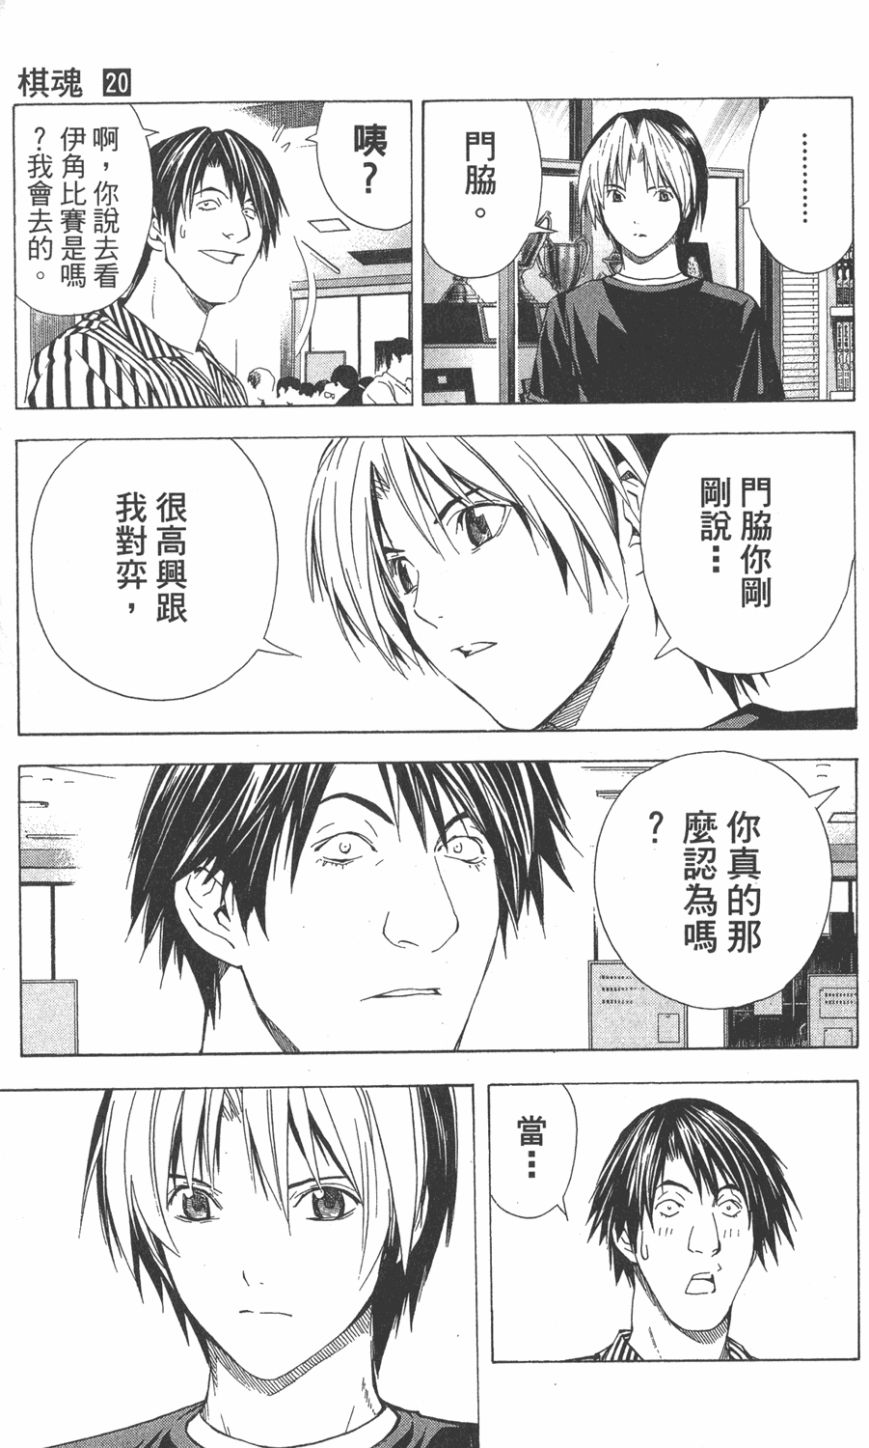 棋魂 20
…………
門脇。
咦？
啊，你說去看
伊角比賽是嗎
？我會去的。
門脇你剛
剛說…
很高興跟
我對弈，
你真的那
麼認為嗎
？
當…